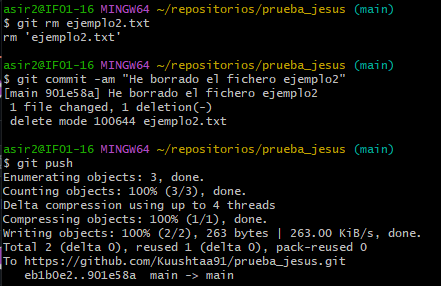 asir2@IF01-16 MINGW64 ~/repositorios/prueba_jesus (main)
$ git rm ejemplo2.txt
rm 'ejemplo2.txt'
asir2@IF01-16 MINGW64 ~/repositorios/prueba_jesus (main)
$ git commit -am "He borrado el fichero ejemplo2"
[main 901e58a] He borrado el fichero ejemplo2
1 file changed, 1 deletion(-)
delete mode 100644 ejemplo2.txt
asir2@IF01-16 MINGW64 ~/repositorios/prueba_jesus (main)
$ git push
Enumerating objects: 3, done.
Counting objects: 100% (3/3), done.
Delta compression using up to 4 threads
Compressing objects: 100% (1/1), done.
Writing objects: 100% (2/2), 263 bytes | 263.00 KiB/s, done.
Total 2 (delta 0), reused 1 (delta 0), pack-reused 0
To https://github.com/Kuushtaa91/prueba_jesus.git
eb1b0e2..901e58a  main -> main